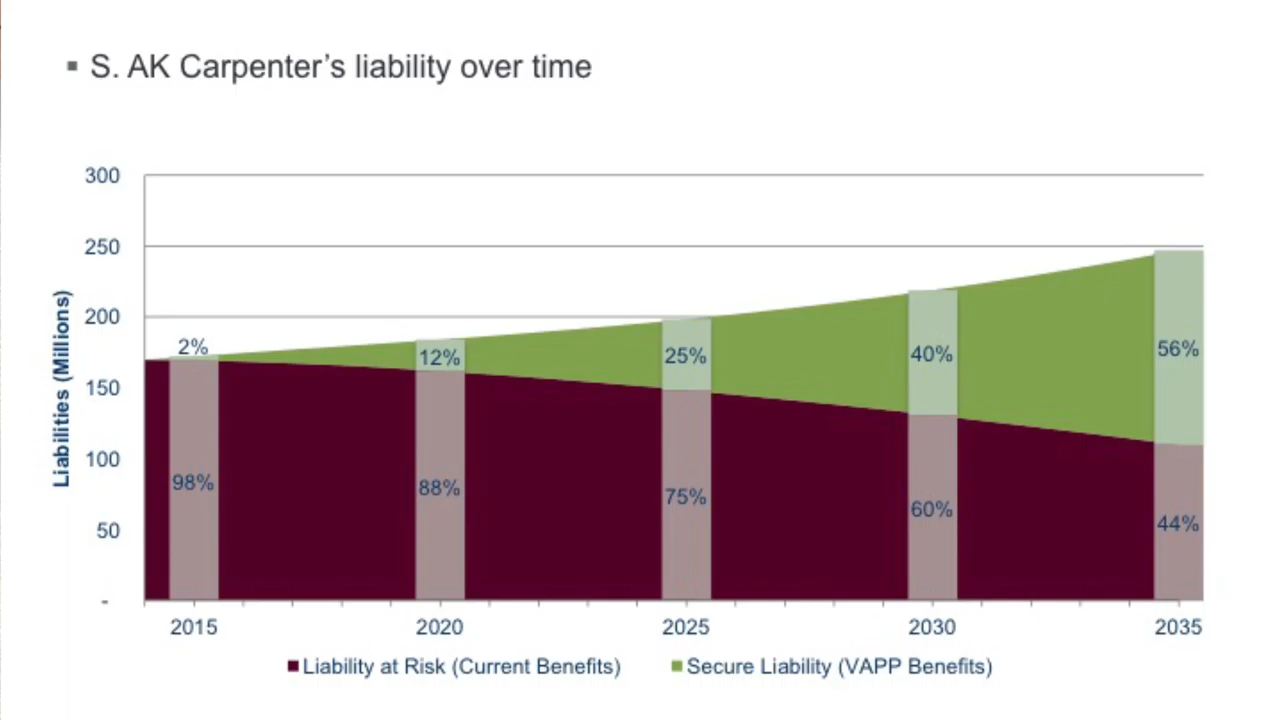 ▪ S. AK Carpenter’s liability over time
300
250
200
150
100
50
-
Liabilities (Millions)
2% 12% 25% 40% 56%
98% 88% 75% 60% 44%
2015 2020 2025 2030 2035
Liability at Risk (Current Benefits) Secure Liability (VAPP Benefits)